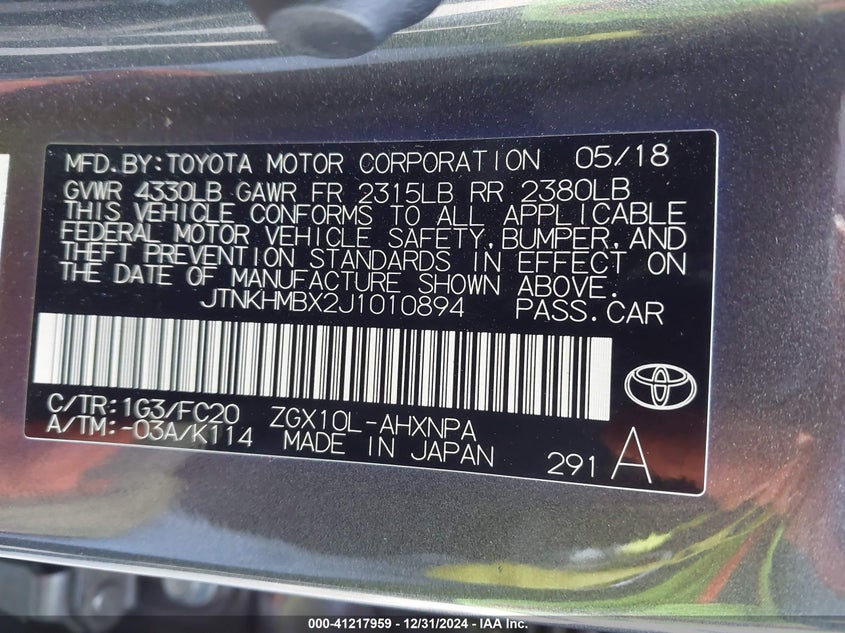 MFD.BY:TOYOTA MOTOR CORPORATION 05/18
GVWR 4330LB GAWR FR 2315LB RR 2380LB
THIS VEHICLE CONFORMS TO ALL APPLICABLE
FEDERAL MOTOR VEHICLE SAFETY,BUMPER,AND
THEFT PREVENTION STANDARDS IN EFFECT ON
THE DATE OF MANUFACTURE SHOWN ABOVE.
JTNKHMBX2J1010894 PASS.CAR
C/TR:1G3/FC20 ZGX10L-AHXNPA
A/TM:-03A/K114 MADE IN JAPAN 291 A
000-41217959 - 12/31/2024 - © IAA Inc.